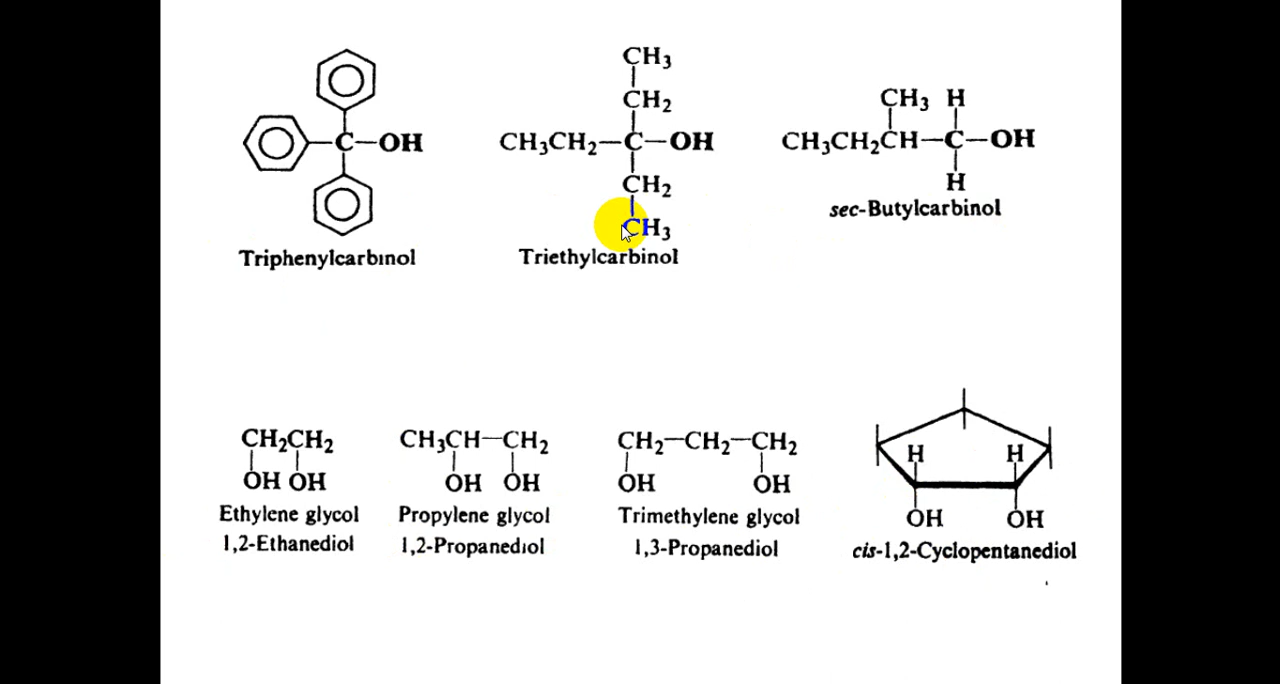 CH3
CH2
C—OH
CH3CH2—C—OH
CH2
CH3
CH3 H
CH3CH2CH—C—OH
H
sec-Butylcarbinol
Triphenylcarbinol
Triethylcarbinol
CH2CH2
OH OH
Ethylene glycol
1,2-Ethanediol
CH3CH—CH2
OH OH
Propylene glycol
1,2-Propanediol
CH2—CH2—CH2
OH OH
Trimethylene glycol
1,3-Propanediol
H H
OH OH
cis-1,2-Cyclopentanediol